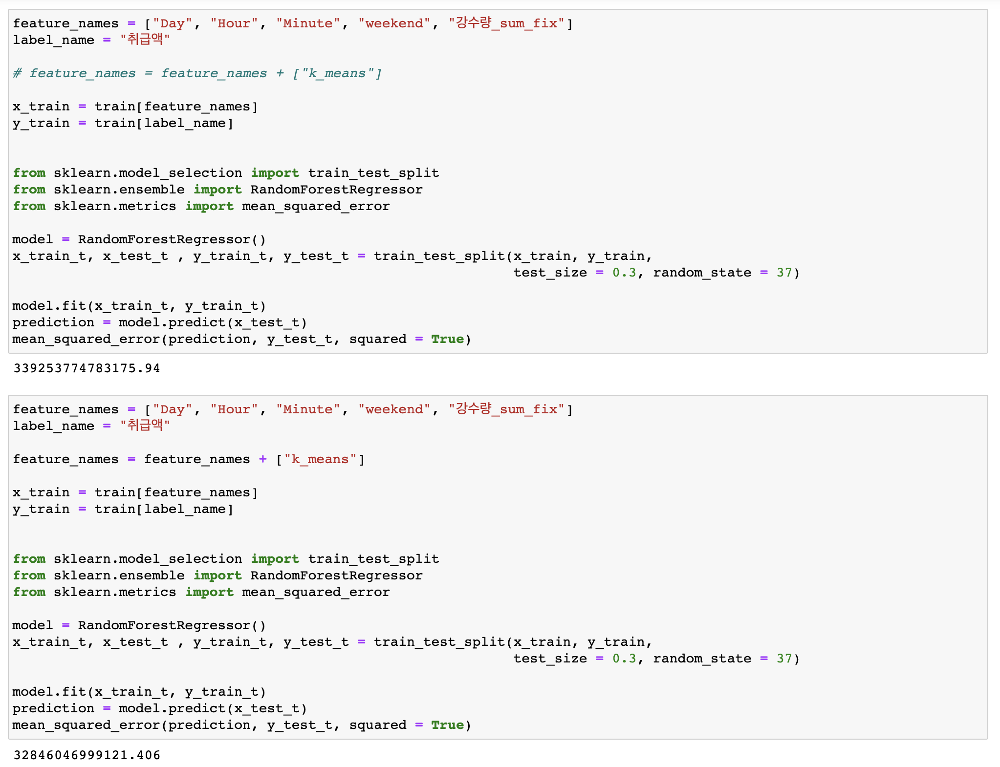 feature_names = ["Day", "Hour", "Minute", "weekend", "강수량_sum_fix"]
label_name = "취급액"
# feature_names = feature_names + ["k_means"]
x_train = train[feature_names]
y_train = train[label_name]
from sklearn.model_selection import train_test_split
from sklearn.ensemble import RandomForestRegressor
from sklearn.metrics import mean_squared_error
model = RandomForestRegressor()
x_train_t, x_test_t , y_train_t, y_test_t = train_test_split(x_train, y_train,
test_size = 0.3, random_state = 37)
model.fit(x_train_t, y_train_t)
prediction = model.predict(x_test_t)
mean_squared_error(prediction, y_test_t, squared = True)
339253774783175.94
feature_names = ["Day", "Hour", "Minute", "weekend", "강수량_sum_fix"]
label_name = "취급액"
feature_names = feature_names + ["k_means"]
x_train = train[feature_names]
y_train = train[label_name]
from sklearn.model_selection import train_test_split
from sklearn.ensemble import RandomForestRegressor
from sklearn.metrics import mean_squared_error
model = RandomForestRegressor()
x_train_t, x_test_t , y_train_t, y_test_t = train_test_split(x_train, y_train,
test_size = 0.3, random_state = 37)
model.fit(x_train_t, y_train_t)
prediction = model.predict(x_test_t)
mean_squared_error(prediction, y_test_t, squared = True)
32846046999121.406